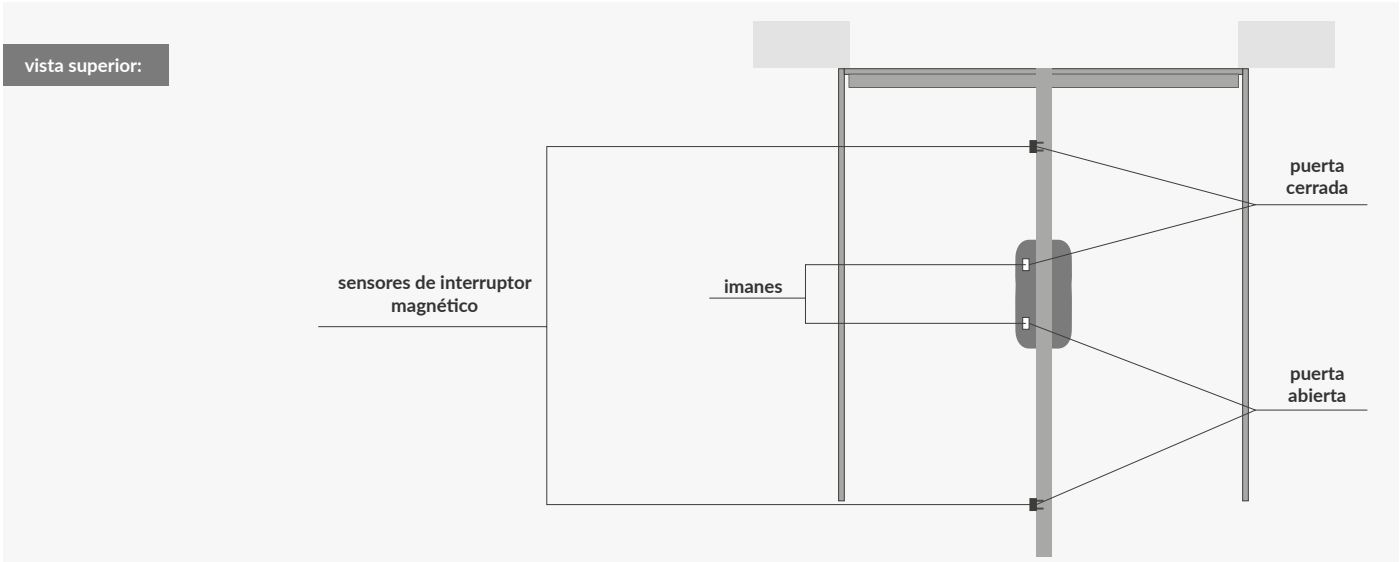 vista superior:
puerta
cerrada
sensores de interruptor
magnético
imanes
puerta
abierta